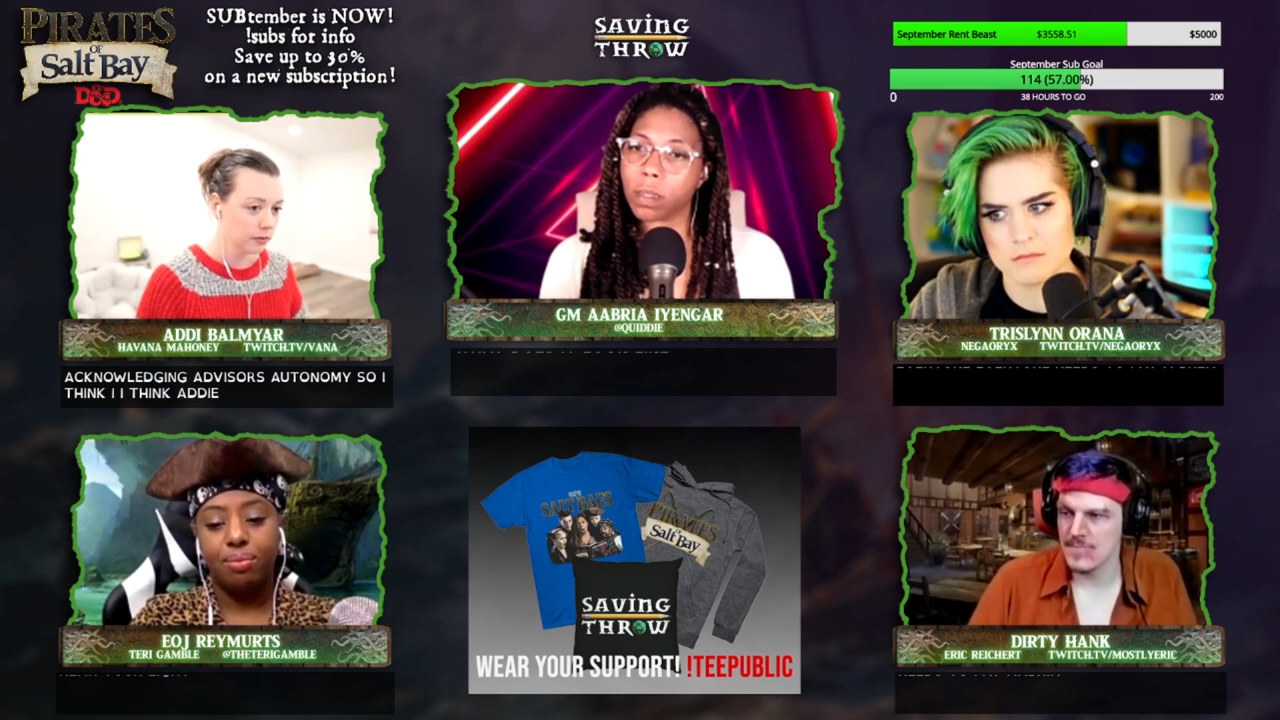 PIRATES
OF
Salt Bay
D&D
SUBtember is NOW!
!subs for info
Save up to 30%
on a new subscription!
SAVING
THROW
September Rent Beast $3558.51 $5000
September Sub Goal
114 (57.00%)
0 38 HOURS TO GO 200
ADDI BALMYAR
HAVANA MAHONEY TWITCH.TV/VANA
ACKNOWLEDGING ADVISORS AUTONOMY SO I
THINK I I THINK ADDIE
GM AABRIA IYENGAR
@QUIDDIE
TRISLYNN ORANA
NEGAORYX TWITCH.TV/NEGAORYX
EOJ REYMURTS
TERI GAMBLE @THETERIGAMBLE
SALT BAES
PIRATES
OF
Salt Bay
SAVING
THROW
WEAR YOUR SUPPORT! !TEEPUBLIC
DIRTY HANK
ERIC REICHERT TWITCH.TV/MOSTLYERIC